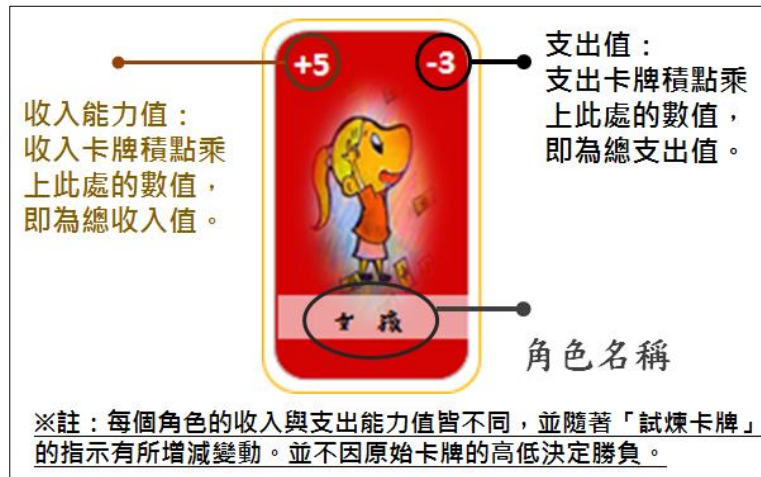 +5
-3
收入能力值：
收入卡牌積點乘
上此處的數值，
即為總收入值。
支出值：
支出卡牌積點乘
上此處的數值，
即為總支出值。
女 孩
角色名稱
※註：每個角色的收入與支出能力值皆不同，並隨著「試煉卡牌」
的指示有所增減變動。並不因原始卡牌的高低決定勝負。